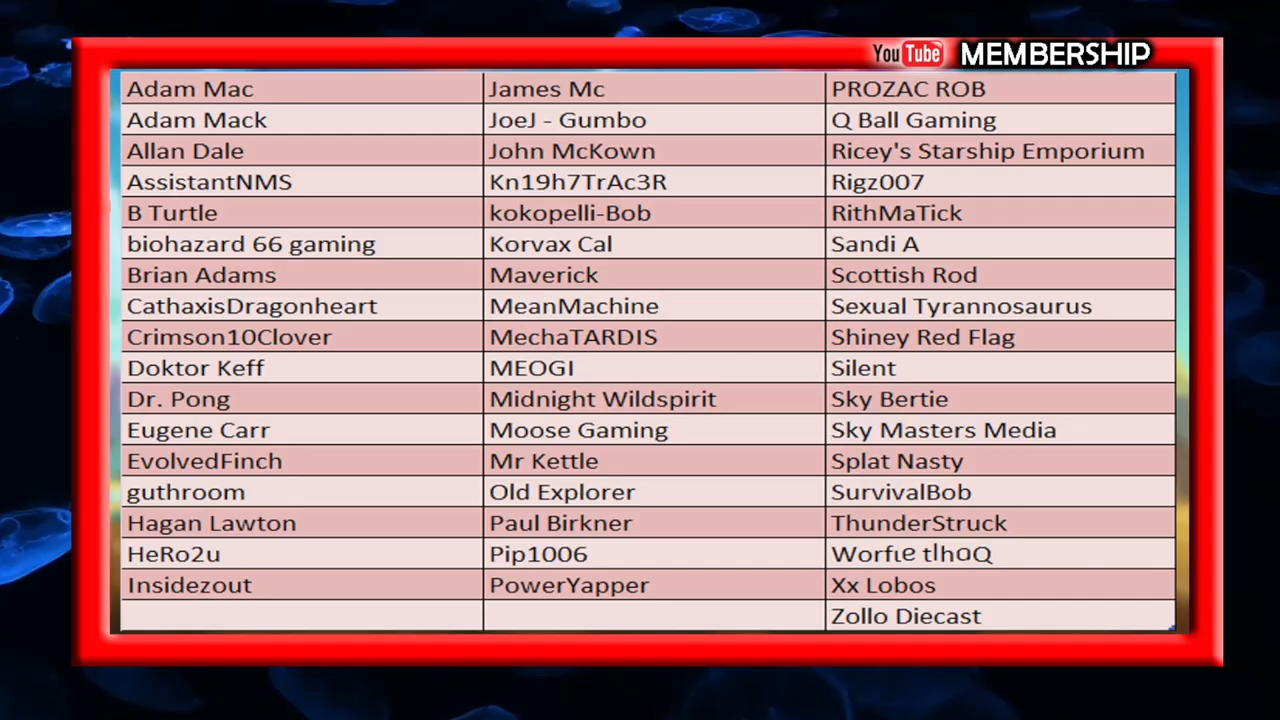 YouTube MEMBERSHIP
Adam Mac James Mc PROZAC ROB
Adam Mack JoeJ - Gumbo Q Ball Gaming
Allan Dale John McKown Ricey's Starship Emporium
AssistantNMS Kn19h7TrAc3R Rigz007
B Turtle kokopelli-Bob RithMaTick
biohazard 66 gaming Korvax Cal Sandi A
Brian Adams Maverick Scottish Rod
CathaxisDragonheart MeanMachine Sexual Tyrannosaurus
Crimson10Clover MechaTARDIS Shiney Red Flag
Doktor Keff MEOGI Silent
Dr. Pong Midnight Wildspirit Sky Bertie
Eugene Carr Moose Gaming Sky Masters Media
EvolvedFinch Mr Kettle Splat Nasty
guthroom Old Explorer SurvivalBob
Hagan Lawton Paul Birkner ThunderStruck
HeRo2u Pip1006 Worfιe tlhɑQ
Insidezout PowerYapper Xx Lobos
Zollo Diecast